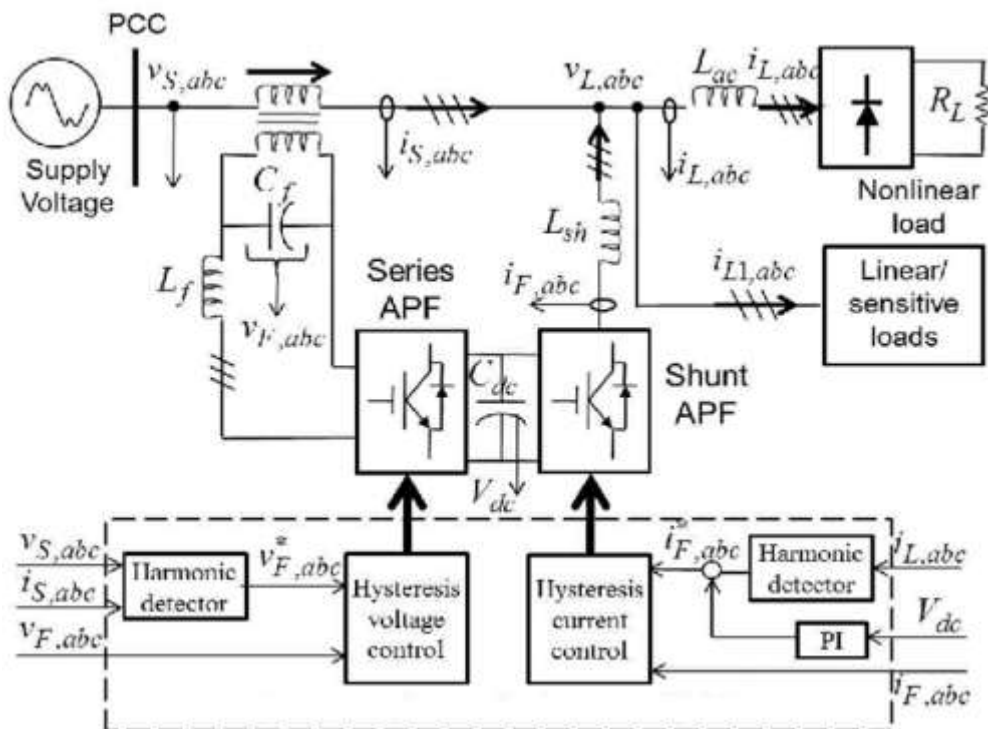 PCC
v_{S,abc}
v_{L,abc}
L_{ac}
i_{L,abc}
R_L
Supply
Voltage
i_{S,abc}
i_{L,abc}
Nonlinear
load
C_f
L_{sh}
L_f
Series
APF
i_{F,abc}
i_{L1,abc}
Linear/
sensitive
loads
v_{F,abc}
C_{dc}
Shunt
APF
V_{dc}
v_{S,abc}
i_{S,abc}
v_{F,abc}
Harmonic
detector
v^*_{F,abc}
Hysteresis
voltage
control
Hysteresis
current
control
i^*_{F,abc}
Harmonic
detector
i_{L,abc}
PI
V_{dc}
i_{F,abc}